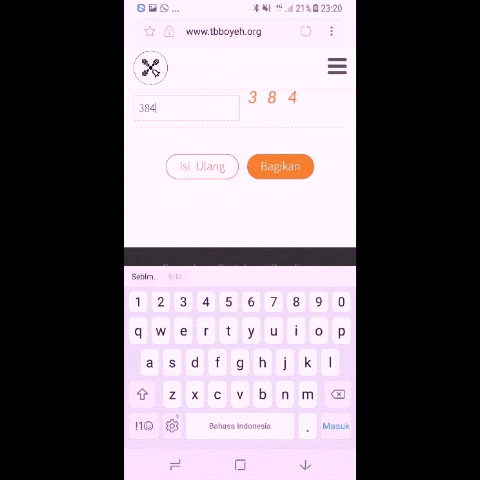 ... 4G 21% 23:20
www.tbboyeh.org
384
3 8 4
Isi Ulang Bagikan
Seblm. Brkt
1 2 3 4 5 6 7 8 9 0
q w e r t y u i o p
a s d f g h j k l
z x c v b n m
!1☺ Bahasa Indonesia . Masuk